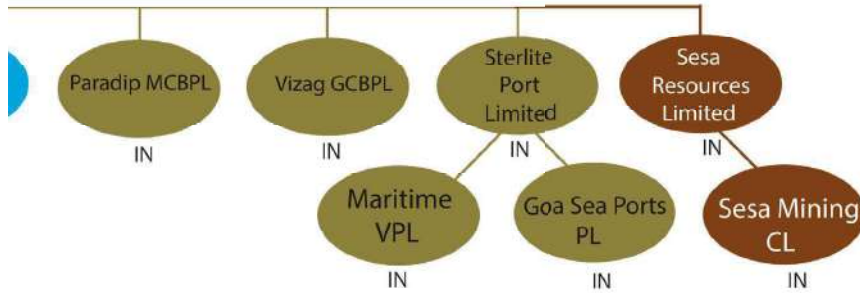 Paradip MCBPL
IN
Vizag GCBPL
IN
Sterlite
Port
Limited
IN
Sesa
Resources
Limited
IN
Maritime
VPL
IN
Goa Sea Ports
PL
IN
Sesa Mining
CL
IN